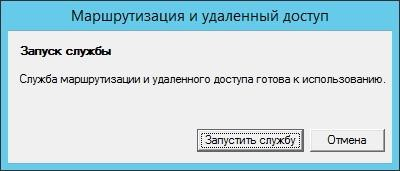 Маршрутизация и удаленный доступ
Запуск службы
Служба маршрутизации и удаленного доступа готова к использованию.
Запустить службу
Отмена